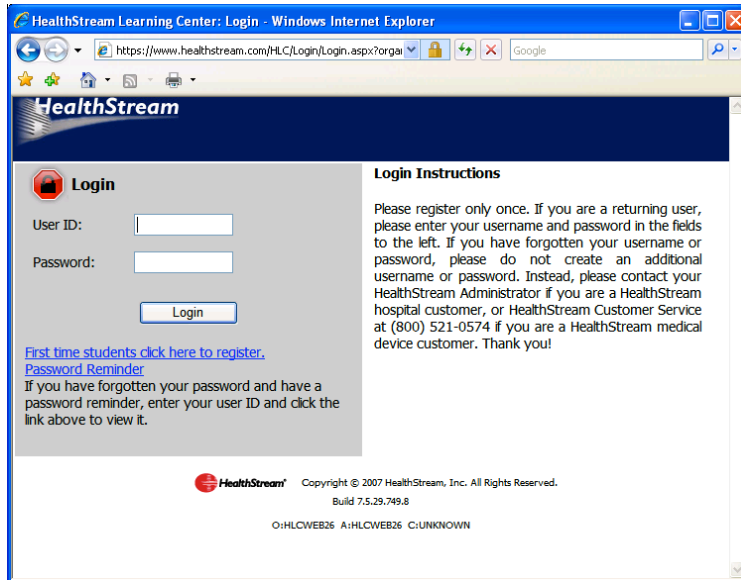 HealthStream Learning Center: Login - Windows Internet Explorer
https://www.healthstream.com/HLC/Login/Login.aspx?orgar
Google
HealthStream
Login
User ID:
Password:
Login
First time students click here to register.
Password Reminder
If you have forgotten your password and have a
password reminder, enter your user ID and click the
link above to view it.
Login Instructions
Please register only once. If you are a returning user,
please enter your username and password in the fields
to the left. If you have forgotten your username or
password, please do not create an additional
username or password. Instead, please contact your
HealthStream Administrator if you are a HealthStream
hospital customer, or HealthStream Customer Service
at (800) 521-0574 if you are a HealthStream medical
device customer. Thank you!
HealthStream Copyright © 2007 HealthStream, Inc. All Rights Reserved.
Build 7.5.29.749.8
O:HLCWEB26 A:HLCWEB26 C:UNKNOWN